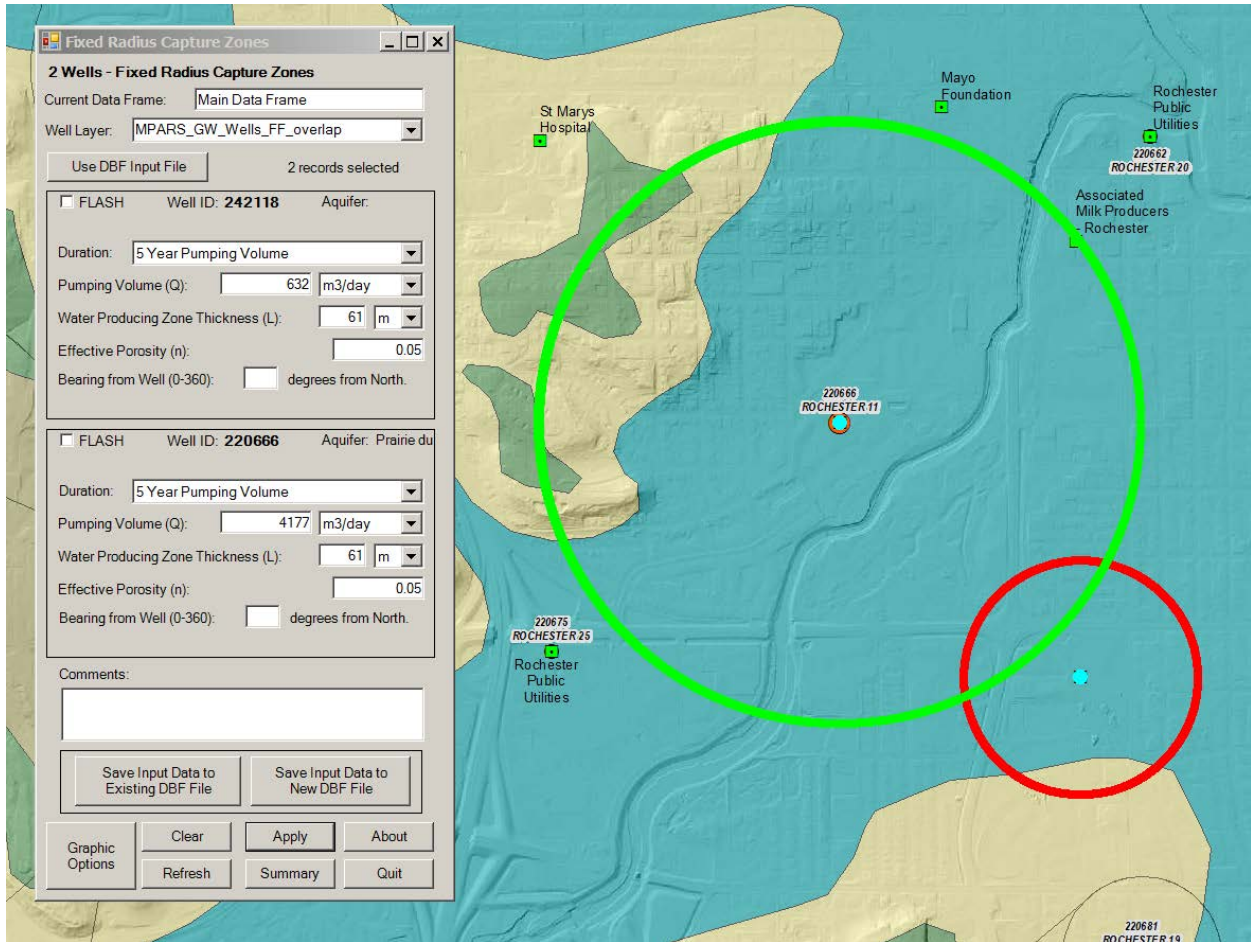 Fixed Radius Capture Zones
2 Wells - Fixed Radius Capture Zones
Current Data Frame: Main Data Frame
Well Layer: MPARS_GW_Wells_FF_overlap
Use DBF Input File 2 records selected
FLASH Well ID: 242118 Aquifer:
Duration: 5 Year Pumping Volume
Pumping Volume (Q): 632 m3/day
Water Producing Zone Thickness (L): 61 m
Effective Porosity (n): 0.05
Bearing from Well (0-360): degrees from North.
FLASH Well ID: 220666 Aquifer: Prairie du
Duration: 5 Year Pumping Volume
Pumping Volume (Q): 4177 m3/day
Water Producing Zone Thickness (L): 61 m
Effective Porosity (n): 0.05
Bearing from Well (0-360): degrees from North.
Comments:
Save Input Data to
Existing DBF File
Save Input Data to
New DBF File
Graphic
Options
Clear Apply About
Refresh Summary Quit
St Marys
Hospital
Mayo
Foundation
Rochester
Public
Utilities
220662
ROCHESTER 20
Associated
Milk Producers
- Rochester
220666
ROCHESTER 11
220675
ROCHESTER 25
Rochester
Public
Utilities
220681
ROCHESTER 19